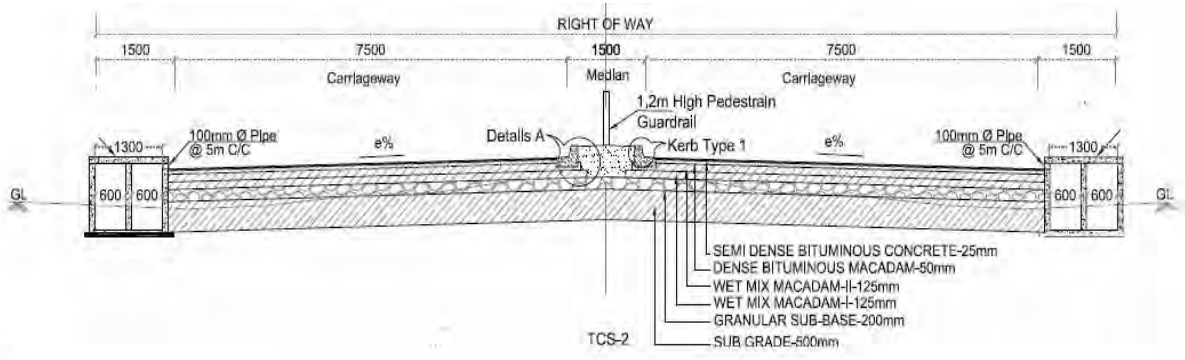 RIGHT OF WAY
1500 7500 1500 7500 1500
Carriageway Median Carriageway
1,2m High Pedestrain
Guardrail
Details A
Kerb Type 1
100mm Ø Pipe
@ 5m C/C
1300
e%
e%
100mm Ø Pipe
@ 5m C/C
1300
600 600
600 600
GL
GL
SEMI DENSE BITUMINOUS CONCRETE-25mm
DENSE BITUMINOUS MACADAM-50mm
WET MIX MACADAM-II-125mm
WET MIX MACADAM-I-125mm
GRANULAR SUB-BASE-200mm
SUB GRADE-500mm
TCS-2